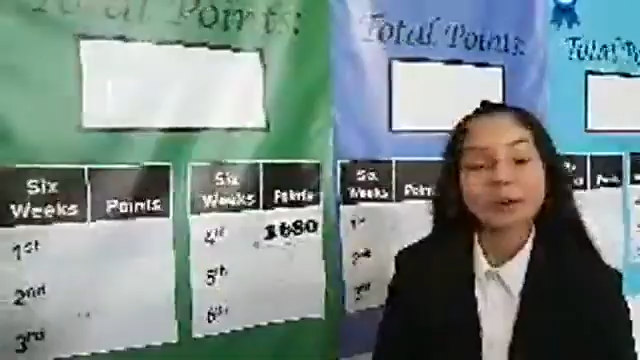 Total Points:
Six Weeks Points
1st
2nd
3rd
Six Weeks Points
4th 1680
5th
6th
Total Points:
Six Weeks
1st
2nd
3rd
Total